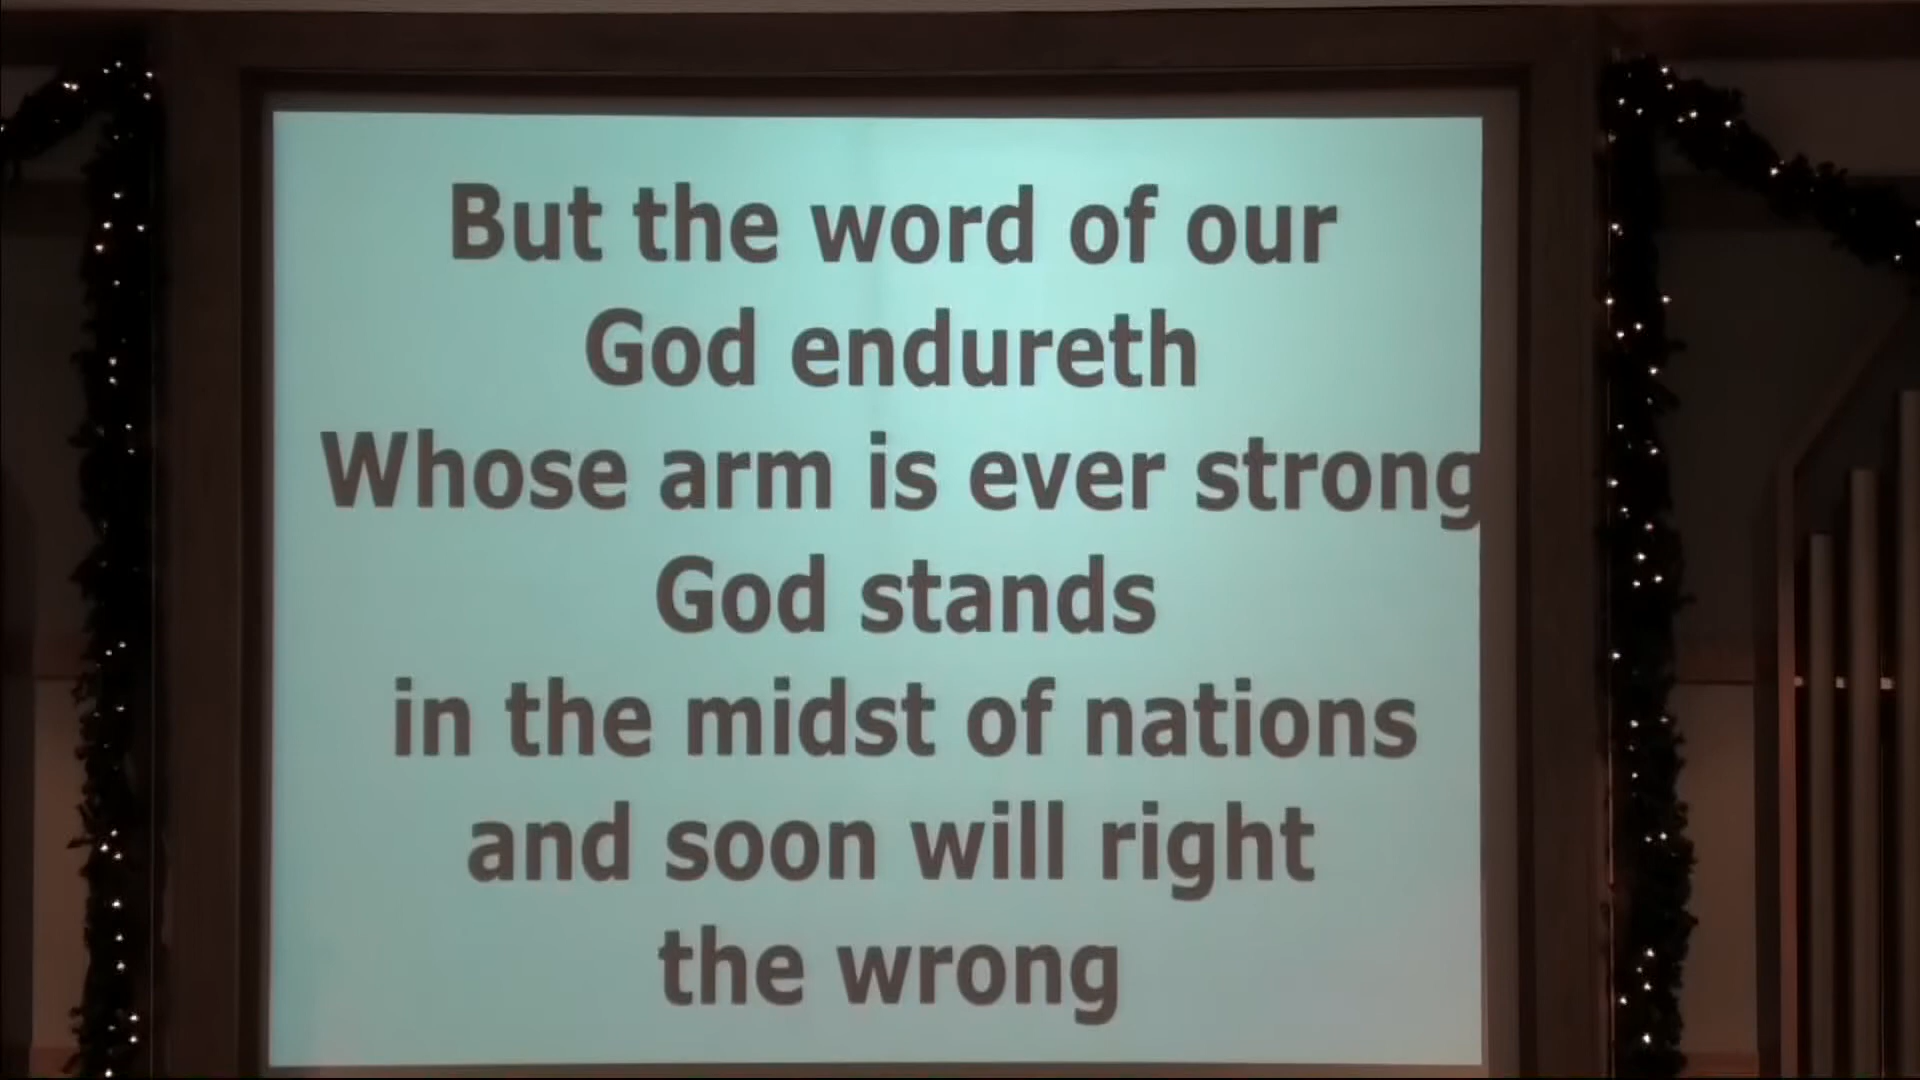 But the word of our
God endureth
Whose arm is ever strong
God stands
in the midst of nations
and soon will right
the wrong